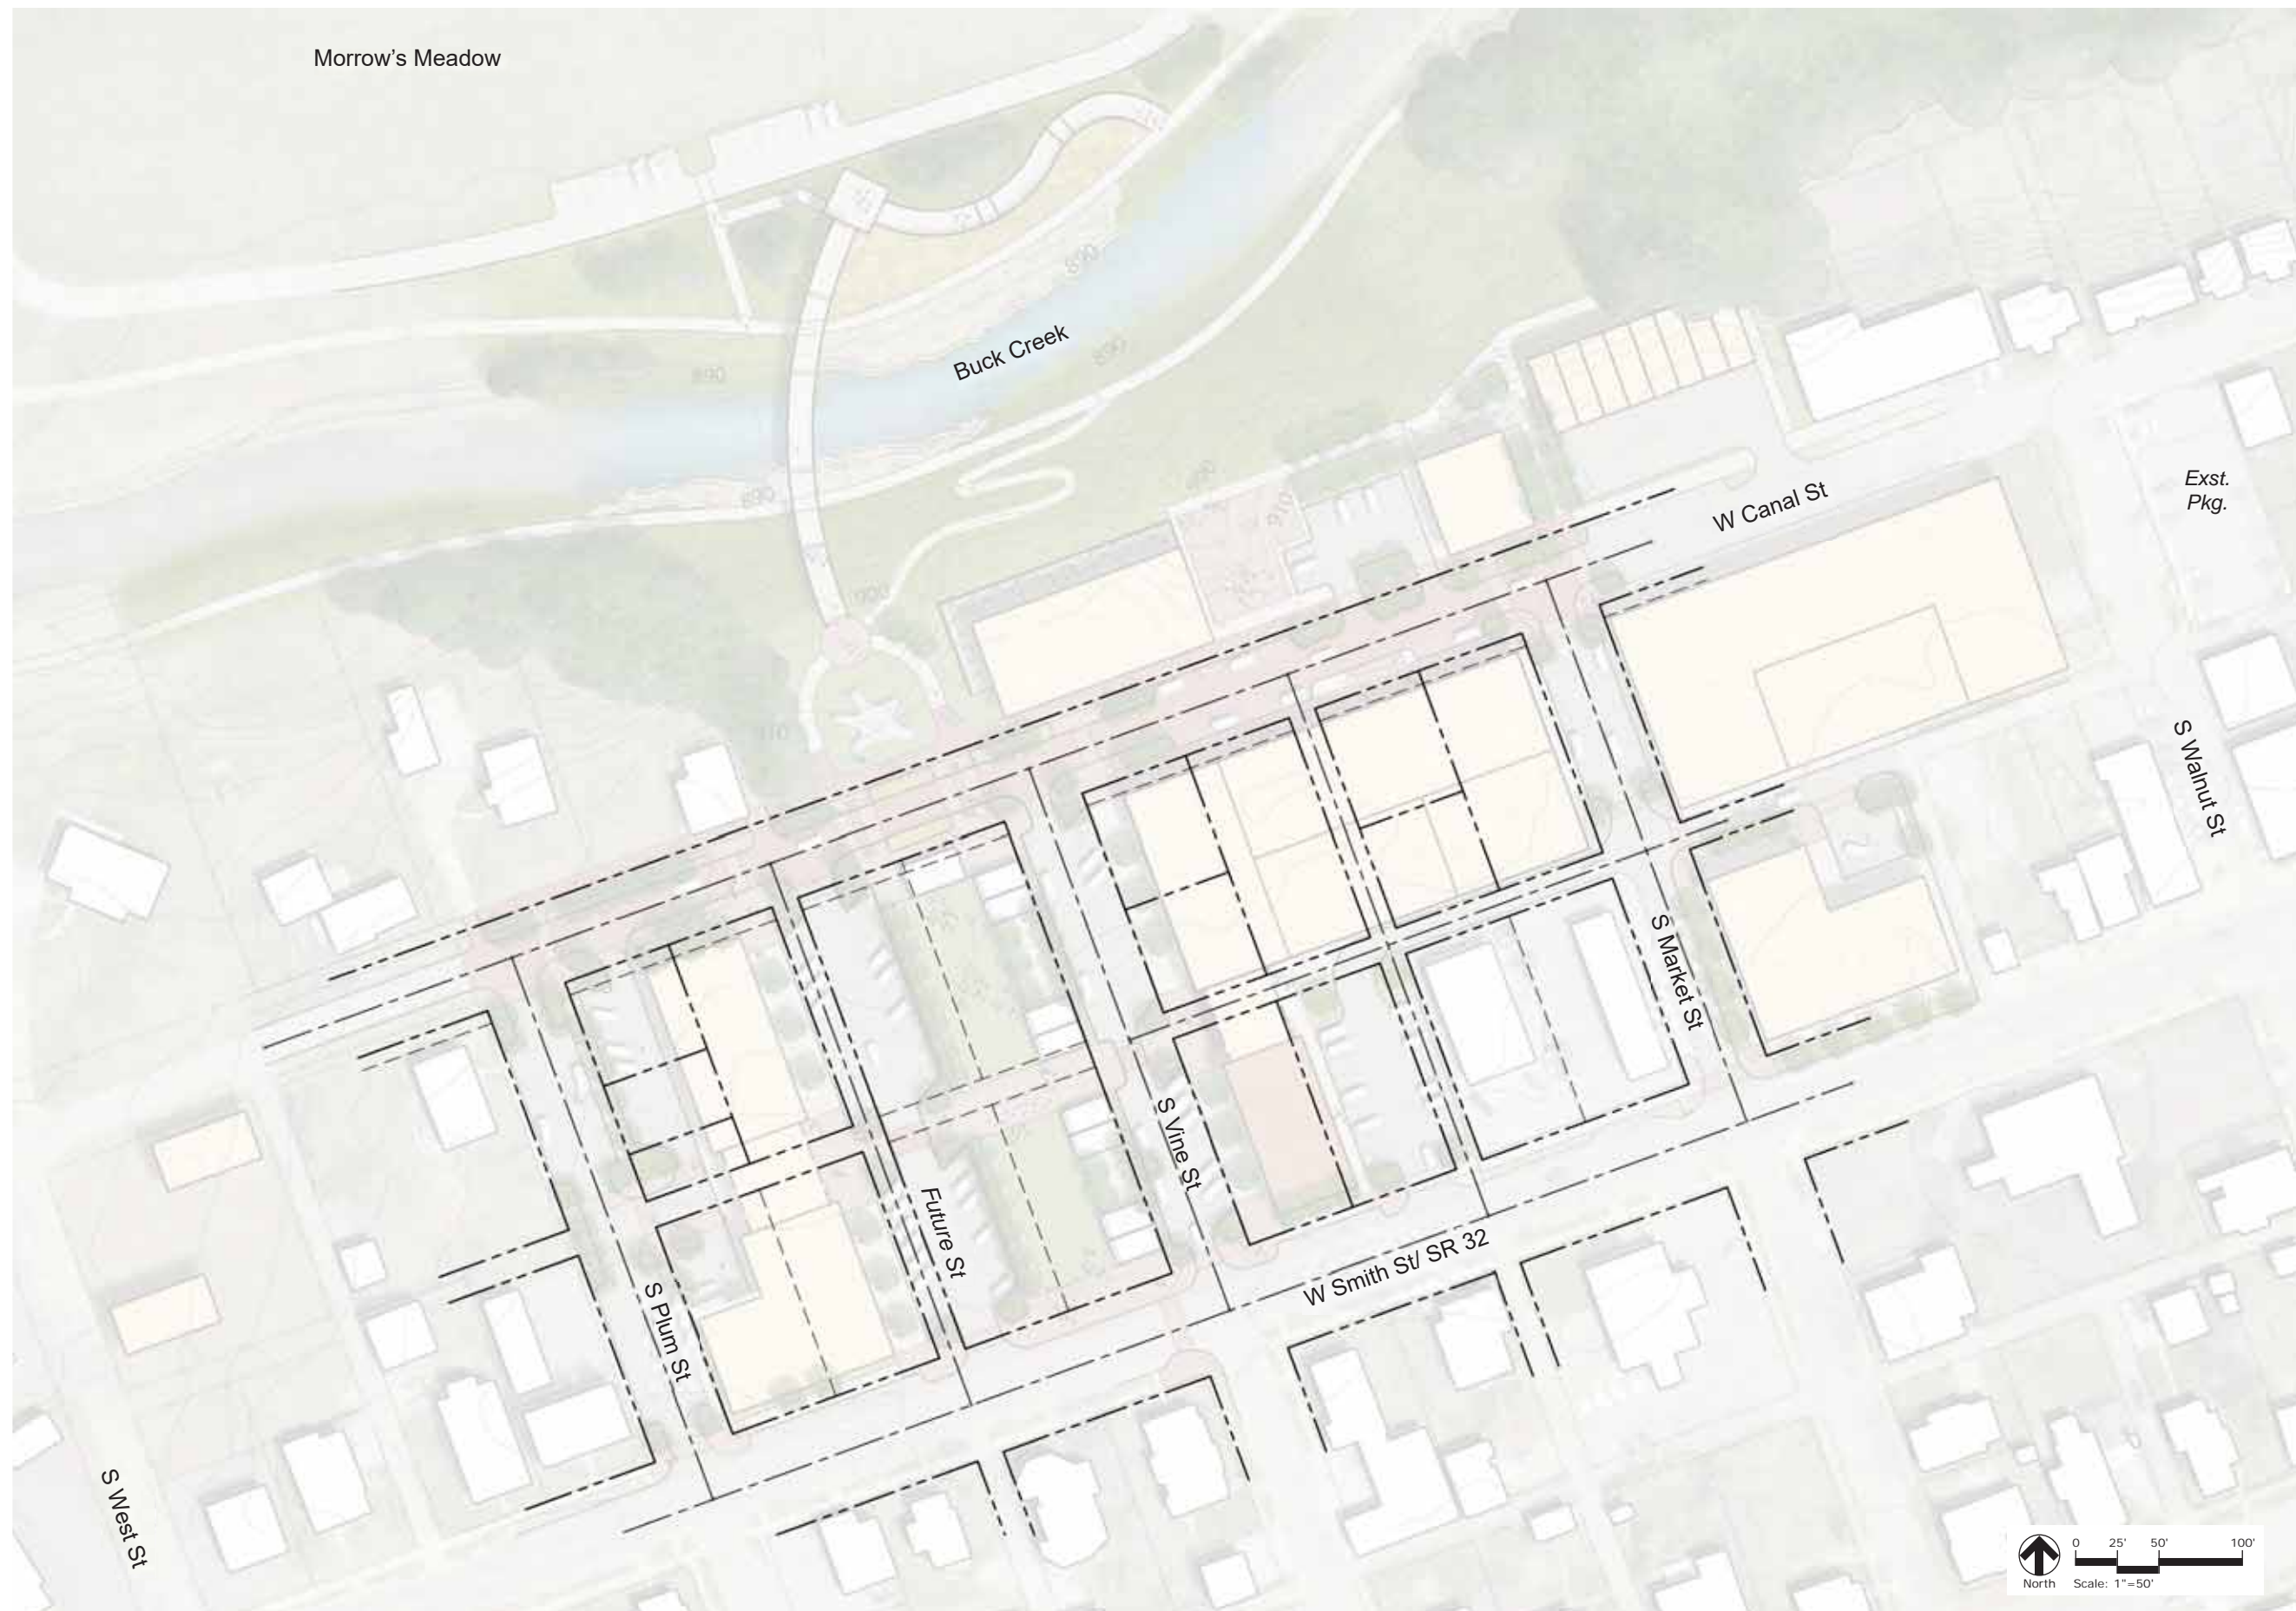 Morrow's Meadow
890
890
Buck Creek
890
890
890
910
Exst.
Pkg.
W Canal St
900
910
S Walnut St
S Market St
S Vine St
Future St
W Smith St/ SR 32
S Plum St
S West St
0 25' 50' 100'
North Scale: 1"=50'